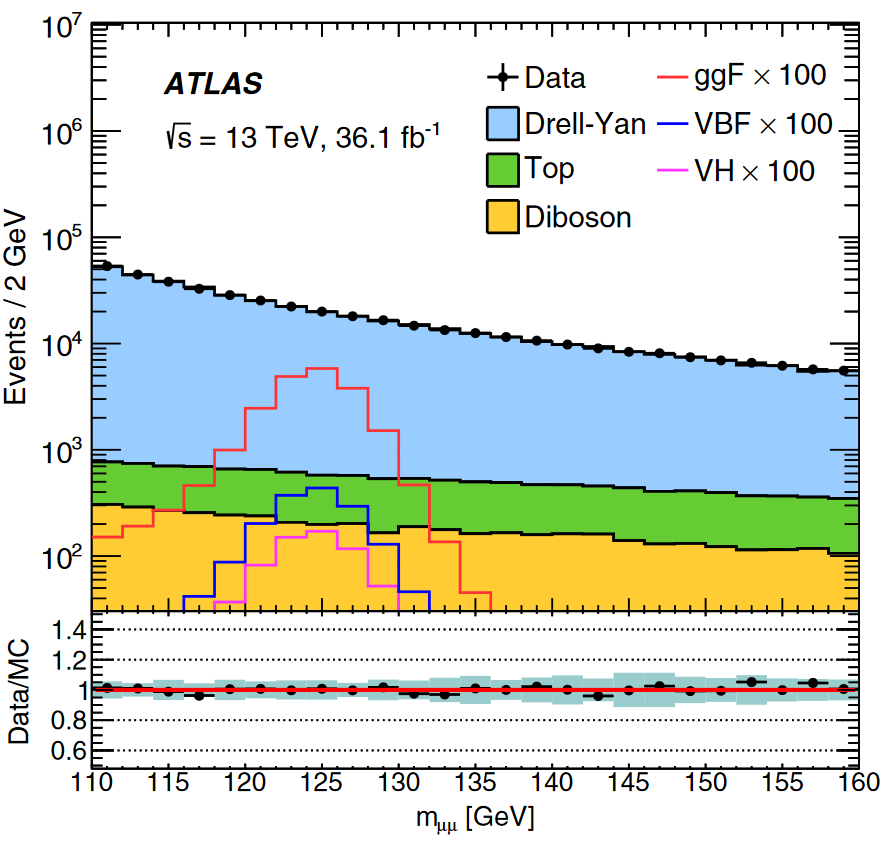 10⁷
10⁶
10⁵
10⁴
10³
10²
Events / 2 GeV
ATLAS
√s = 13 TeV, 36.1 fb⁻¹
Data
Drell-Yan
Top
Diboson
ggF × 100
VBF × 100
VH × 100
1.4
1.2
1
0.8
0.6
Data/MC
110 115 120 125 130 135 140 145 150 155 160
mμμ [GeV]